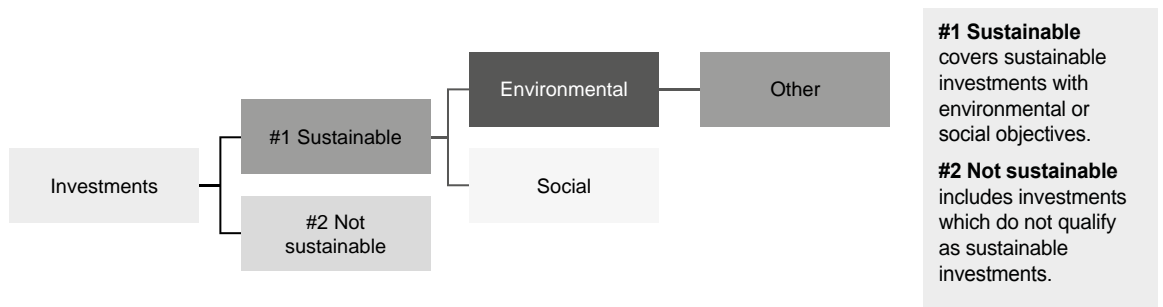 Investments
#1 Sustainable
#2 Not
sustainable
Environmental
Social
Other
#1 Sustainable
covers sustainable
investments with
environmental or
social objectives.
#2 Not sustainable
includes investments
which do not qualify
as sustainable
investments.